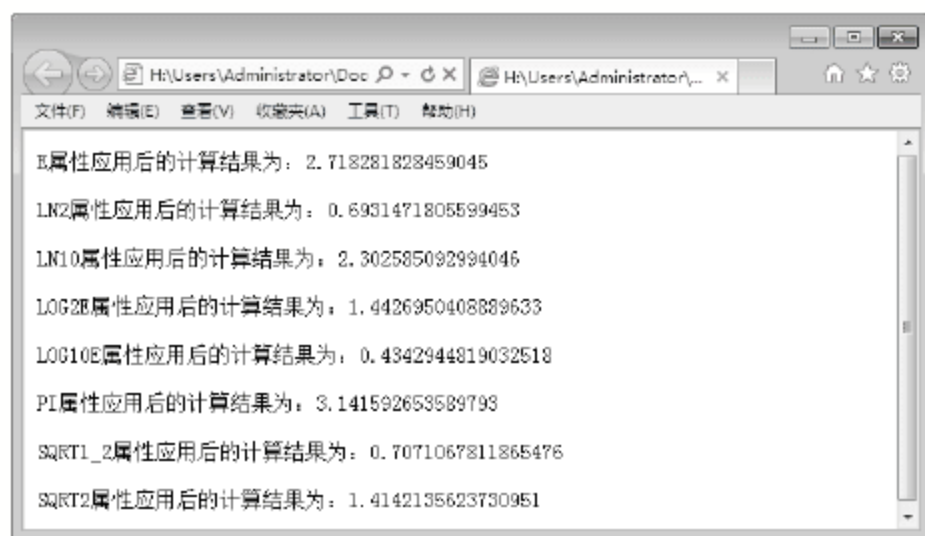 H:\Users\Administrator\Doc
H:\Users\Administrator\...
文件(F) 编辑(E) 查看(V) 收藏夹(A) 工具(T) 帮助(H)
E属性应用后的计算结果为：2.718281828459045
LN2属性应用后的计算结果为：0.6931471805599453
LN10属性应用后的计算结果为：2.302585092994046
LOG2E属性应用后的计算结果为：1.4426950408889633
LOG10E属性应用后的计算结果为：0.4342944819032518
PI属性应用后的计算结果为：3.141592653589793
SQRT1_2属性应用后的计算结果为：0.7071067811865476
SQRT2属性应用后的计算结果为：1.4142135623730951